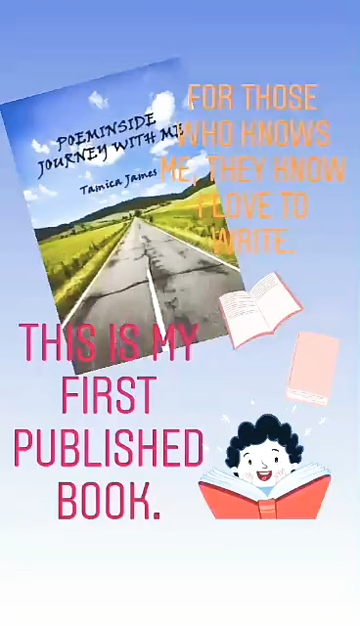 POEMINSIDE
JOURNEY WITH ME
Tamica James
FOR THOSE
WHO KNOWS
ME, THEY KNOW
I LOVE TO
WRITE.
THIS IS MY
FIRST
PUBLISHED
BOOK.